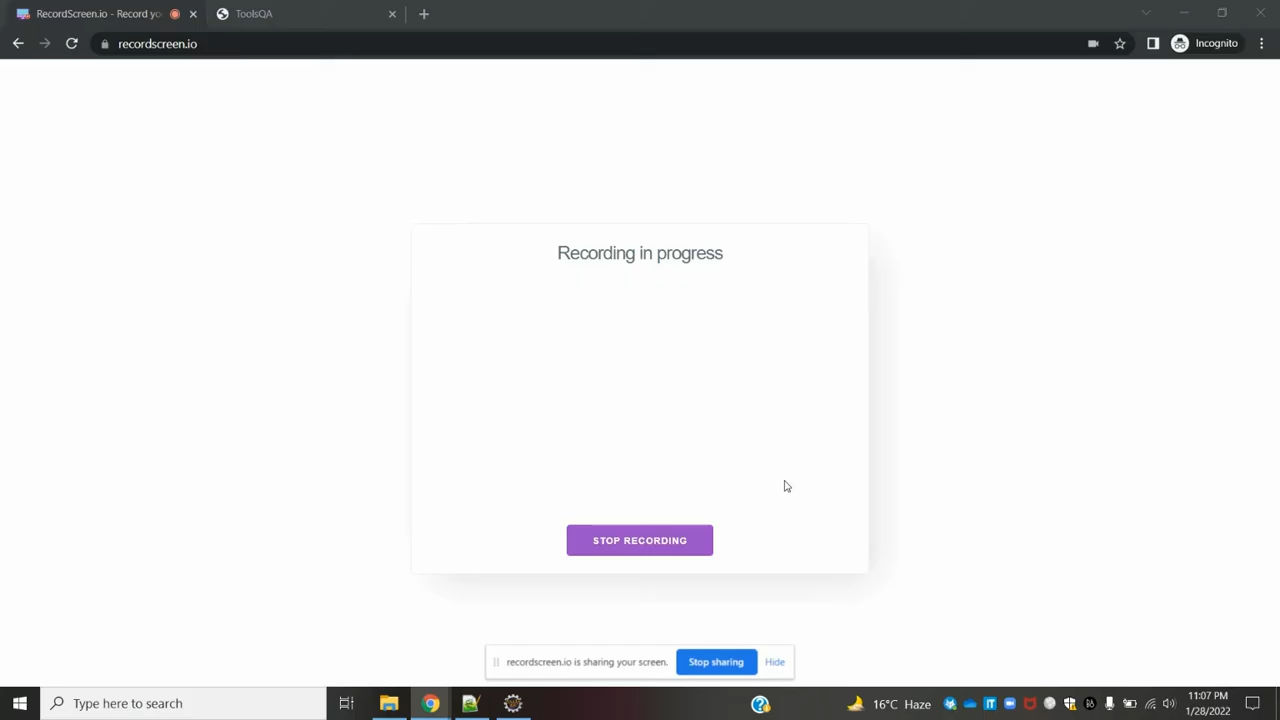 RecordScreen.io - Record yo
ToolsQA
recordscreen.io
Incognito
Recording in progress
STOP RECORDING
recordscreen.io is sharing your screen.
Stop sharing
Hide
Type here to search
16°C Haze
11:07 PM
1/28/2022